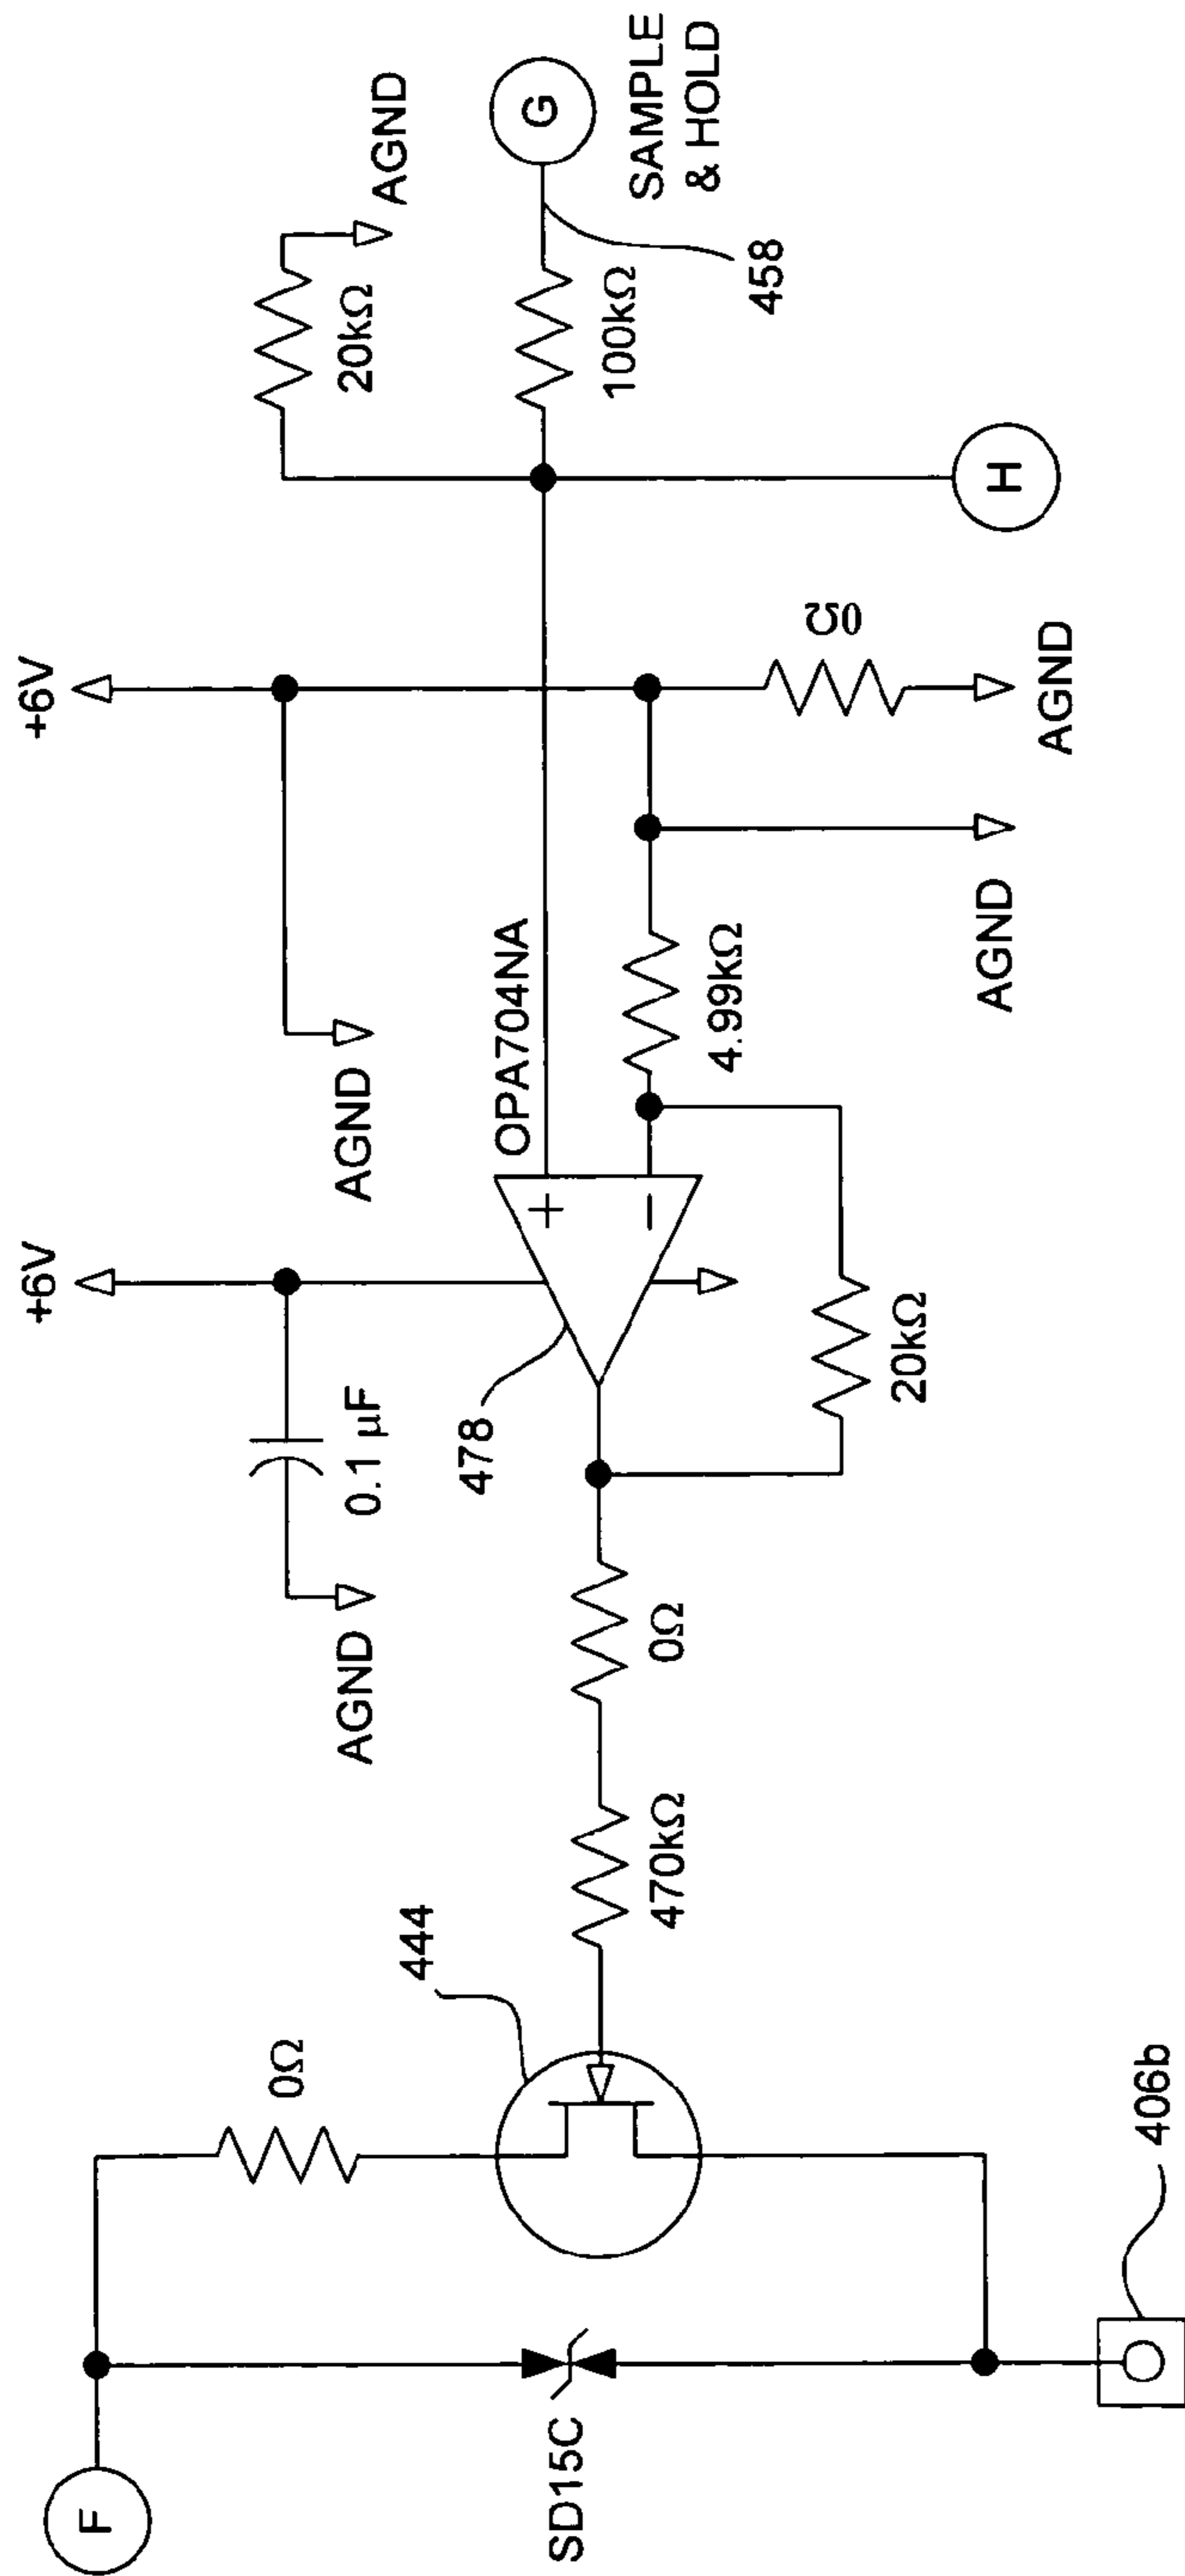 +6V
+6V
F
0Ω
AGND
0.1 µF
AGND
20kΩ
AGND
444
478
OPA704NA
+
−
G
SD15C
100kΩ
SAMPLE
& HOLD
470kΩ
0Ω
4.99kΩ
458
0Ω
20kΩ
AGND
H
AGND
406b